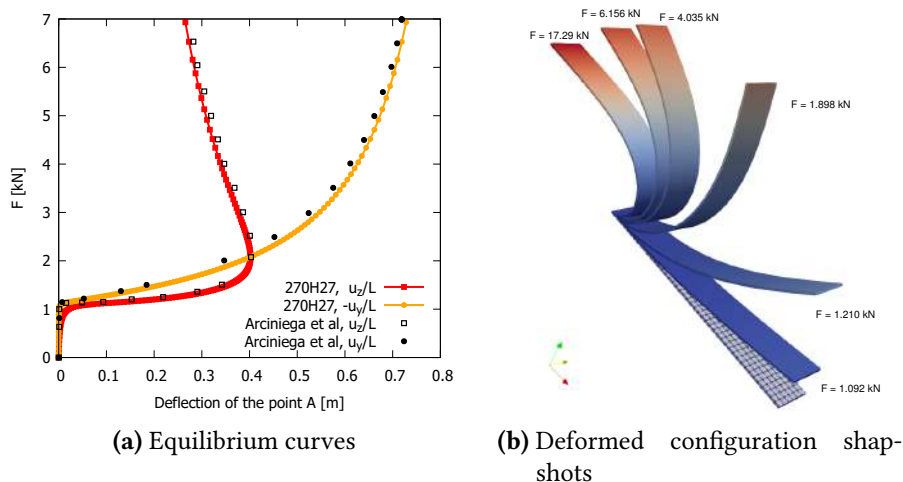 7
6
5
4
3
2
1
0
F [kN]
0 0.1 0.2 0.3 0.4 0.5 0.6 0.7 0.8
Deflection of the point A [m]
270H27, u_z/L
270H27, -u_y/L
Arciniega et al, u_z/L
Arciniega et al, u_y/L
(a) Equilibrium curves
F = 6.156 kN
F = 4.035 kN
F = 17.29 kN
F = 1.898 kN
F = 1.210 kN
F = 1.092 kN
(b) Deformed configuration shap-
shots